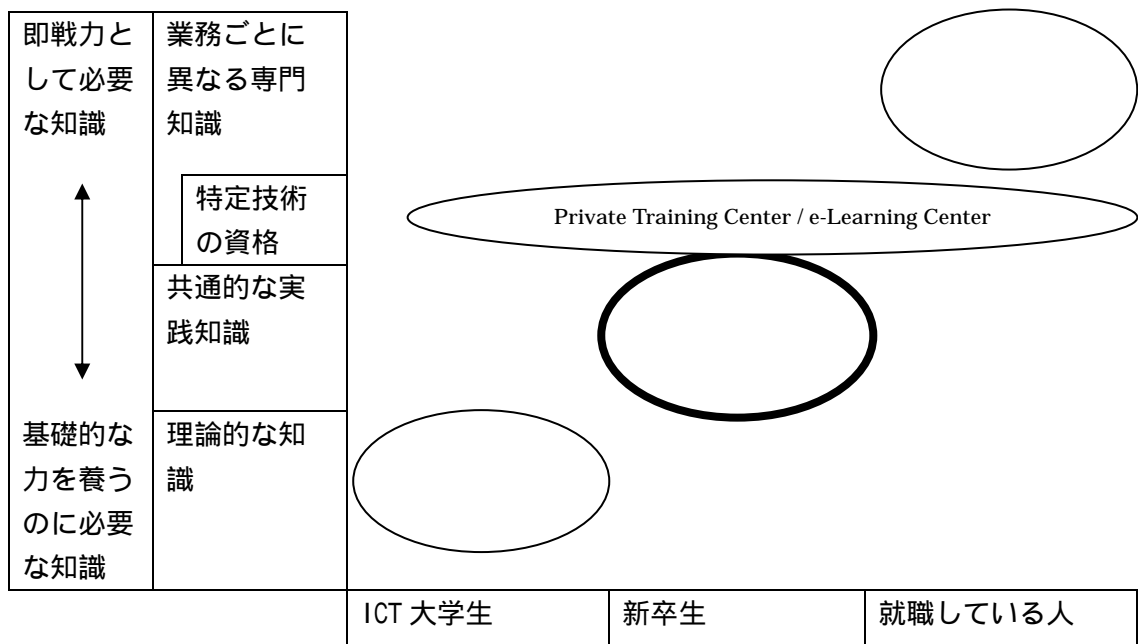 即戦力と
して必要
な知識
業務ごとに
異なる専門
知識
特定技術
の資格
共通的な実
践知識
基礎的な
力を養う
のに必要
な知識
理論的な知
識
Private Training Center / e-Learning Center
ICT 大学生
新卒生
就職している人